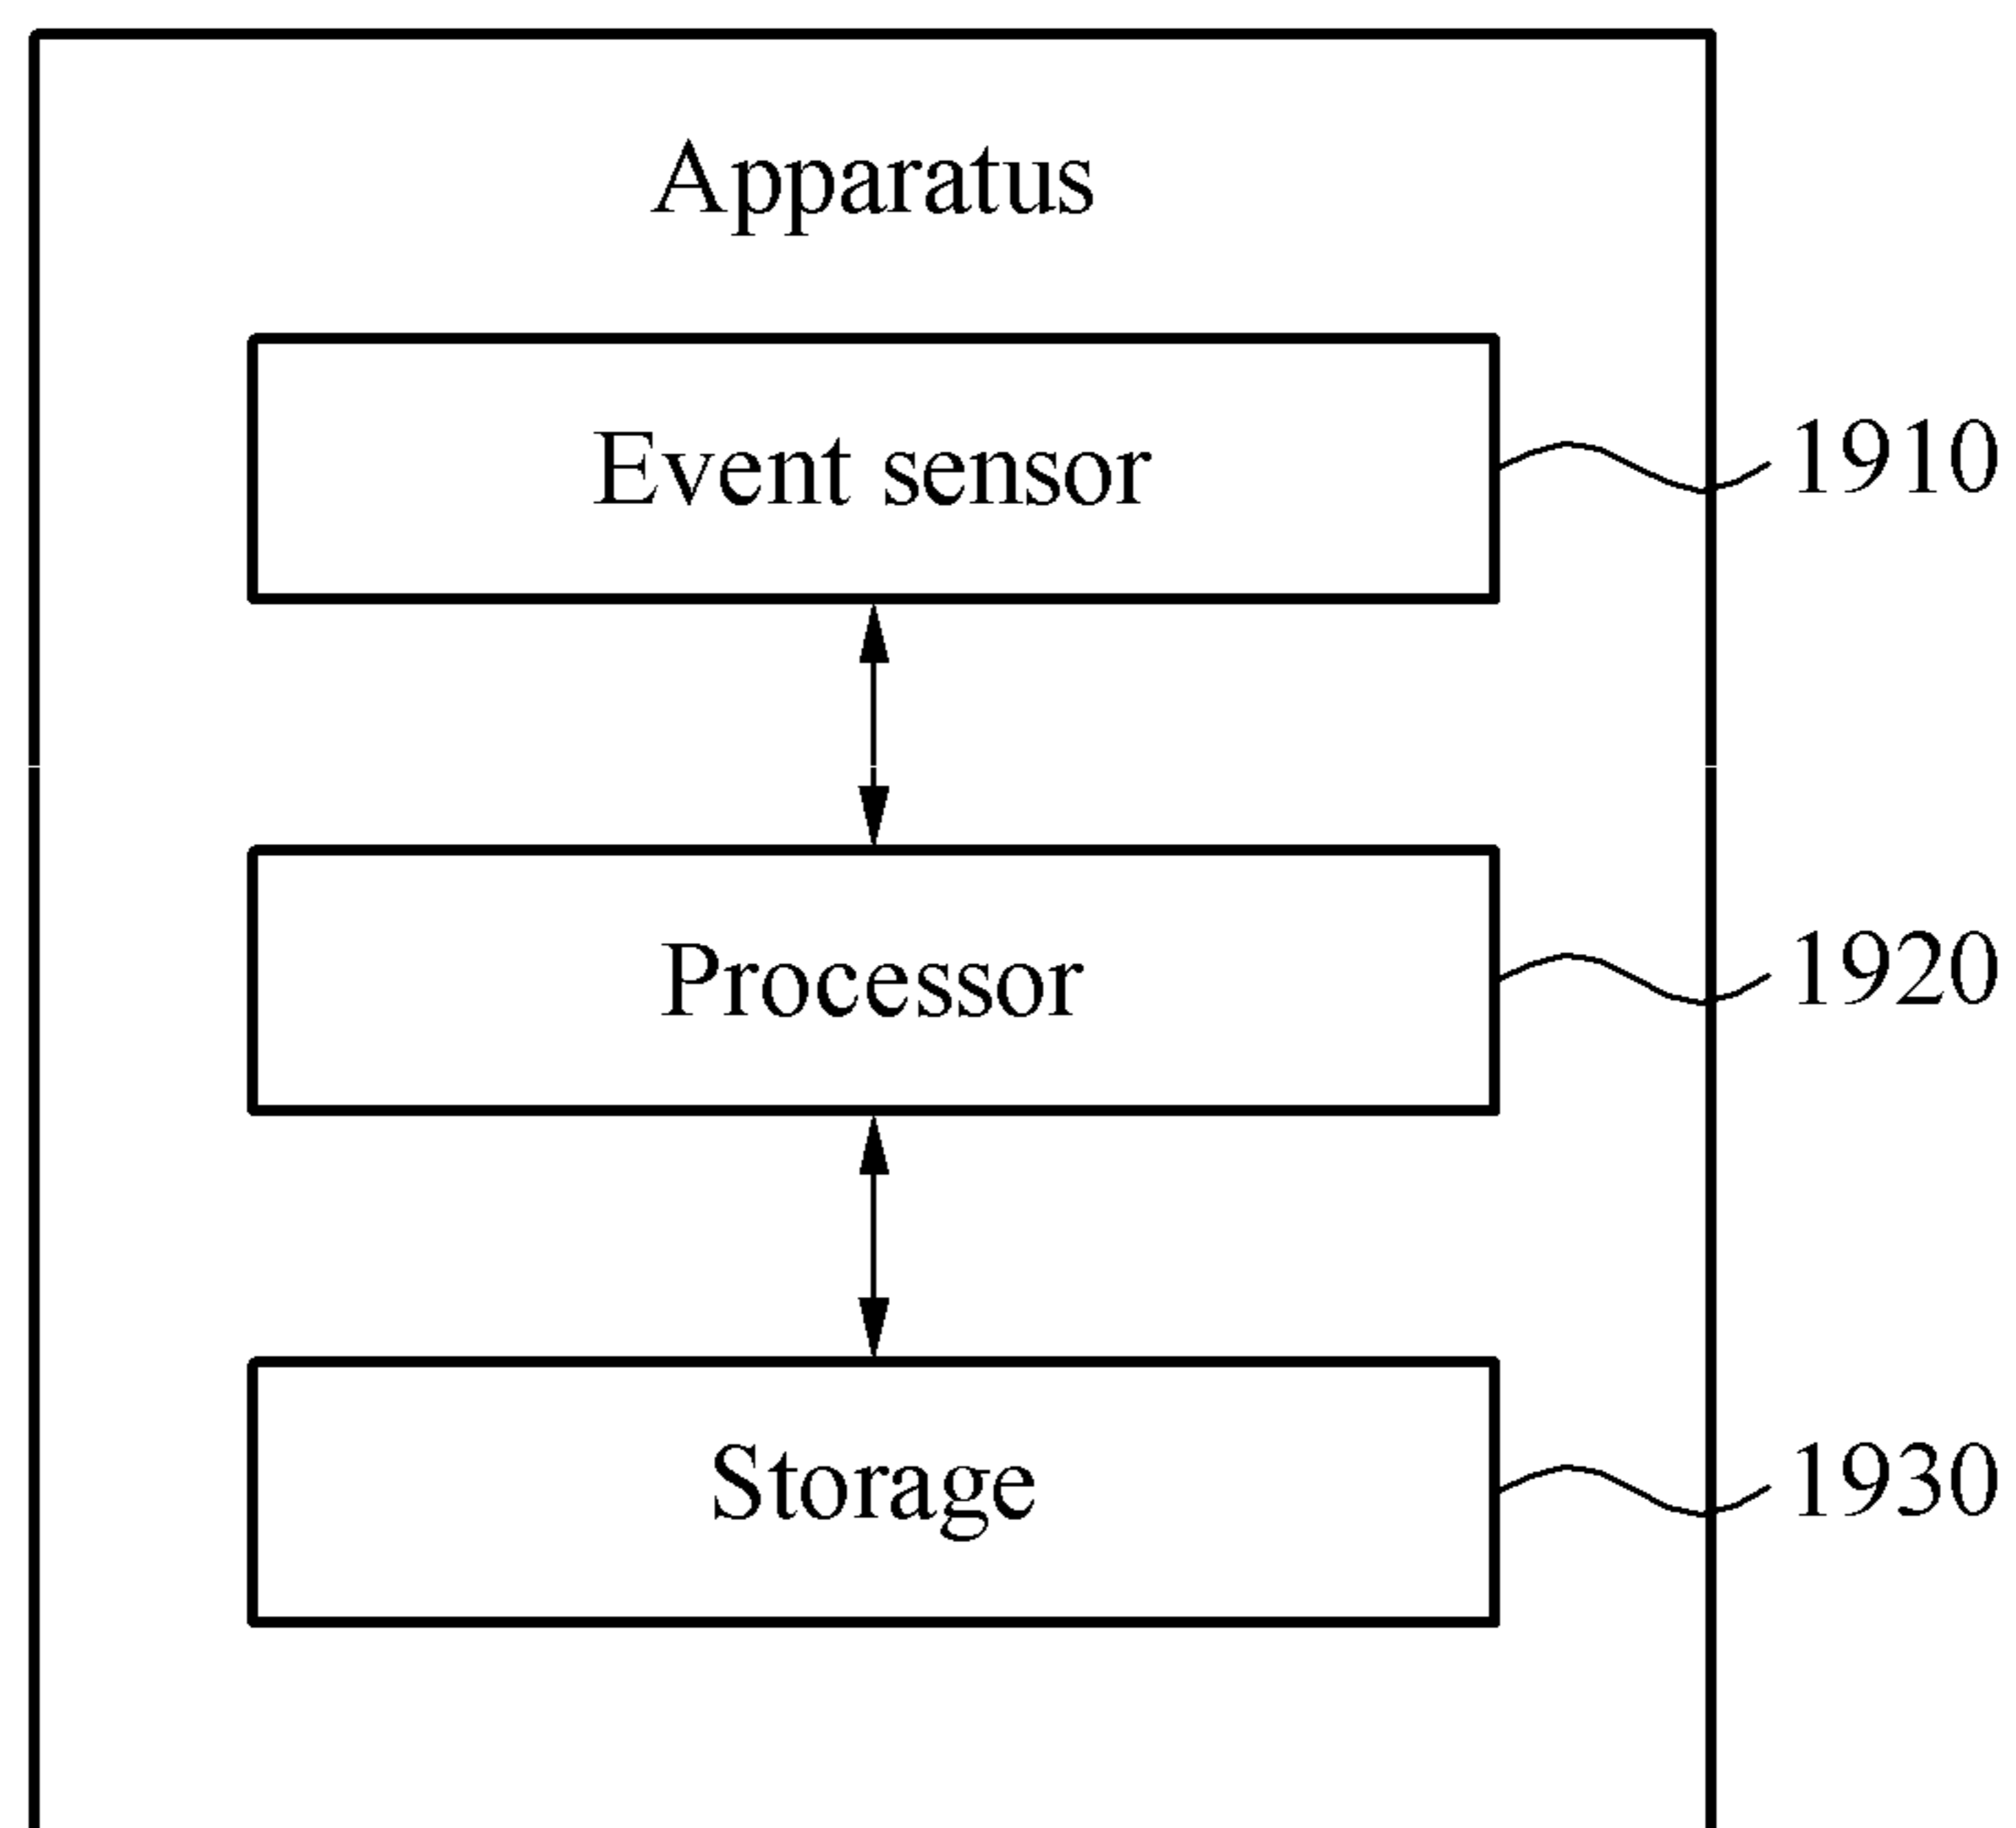 Apparatus
Event sensor
1910
Processor
1920
Storage
1930